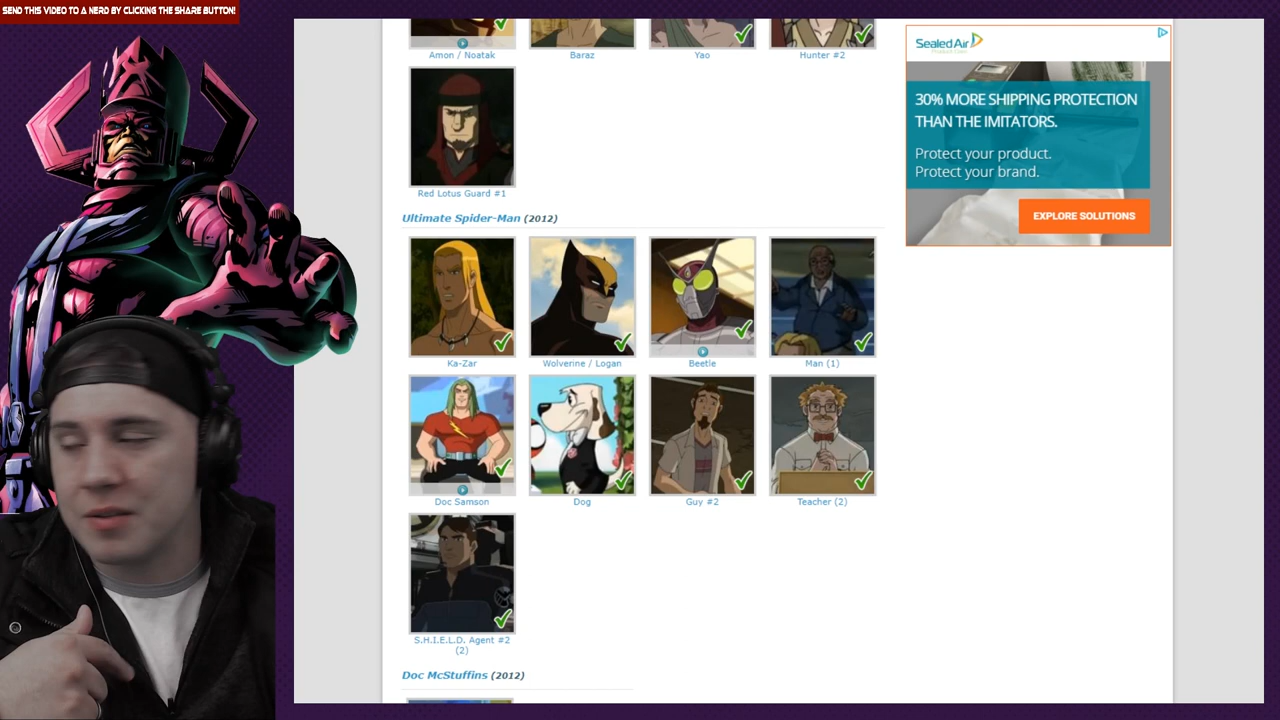 SEND THIS VIDEO TO A NERD BY CLICKING THE SHARE BUTTON!
Amon / Noatak
Baraz
Yao
Hunter #2
Red Lotus Guard #1
Ultimate Spider-Man (2012)
Ka-Zar
Wolverine / Logan
Beetle
Man (1)
Doc Samson
Dog
Guy #2
Teacher (2)
S.H.I.E.L.D. Agent #2
(2)
Doc McStuffins (2012)
Sealed Air
30% MORE SHIPPING PROTECTION
THAN THE IMITATORS.
Protect your product.
Protect your brand.
EXPLORE SOLUTIONS